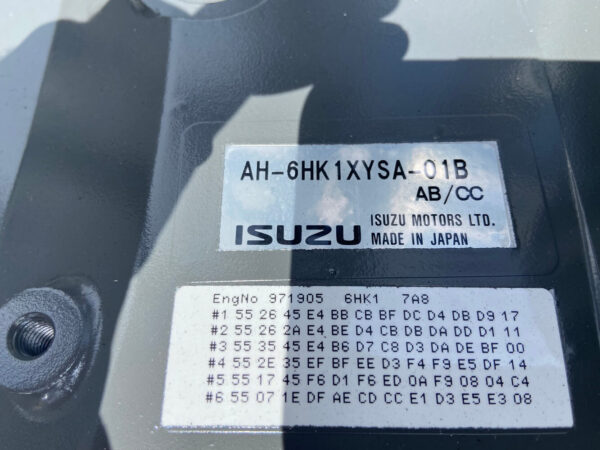 AH-6HK1XYSA-01B
AB/CC
ISUZU ISUZU MOTORS LTD.
MADE IN JAPAN
EngNo 971905 6HK1 7A8
#1 55 26 45 E4 BB CB BF DC D4 DB D9 17
#2 55 26 2A E4 BE D4 CB DB DA DD D1 11
#3 55 35 45 E4 B6 D7 C8 D3 DA DE BF 00
#4 55 2E 35 EF BF EE D3 F4 F9 E5 DF 14
#5 55 17 45 F6 D1 F6 ED 0A F9 08 04 C4
#6 55 07 1E DF AE CD CC E1 D3 E5 E3 08